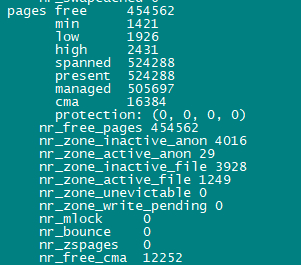 nr_swapcached 0
pages free 454562
min 1421
low 1926
high 2431
spanned 524288
present 524288
managed 505697
cma 16384
protection: (0, 0, 0, 0)
nr_free_pages 454562
nr_zone_inactive_anon 4016
nr_zone_active_anon 29
nr_zone_inactive_file 3928
nr_zone_active_file 1249
nr_zone_unevictable 0
nr_zone_write_pending 0
nr_mlock 0
nr_bounce 0
nr_zspages 0
nr_free_cma 12252